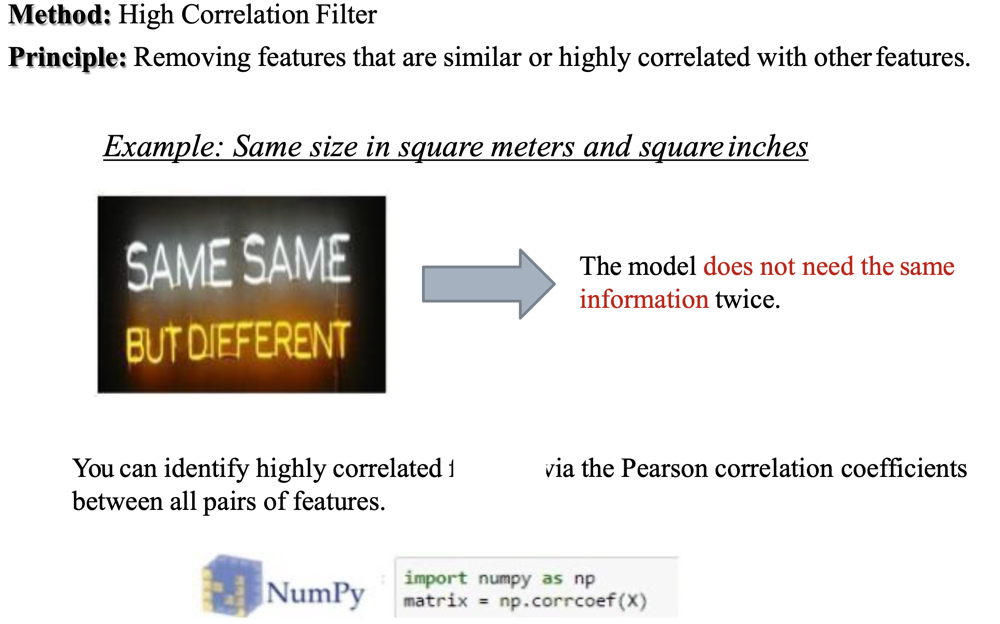 Method: High Correlation Filter
Principle: Removing features that are similar or highly correlated with other features.
Example: Same size in square meters and square inches
SAME SAME
BUT DIFFERENT
The model does not need the same
information twice.
You can identify highly correlated via the Pearson correlation coefficients
between all pairs of features.
NumPy
import numpy as np
matrix = np.corrcoef(X)